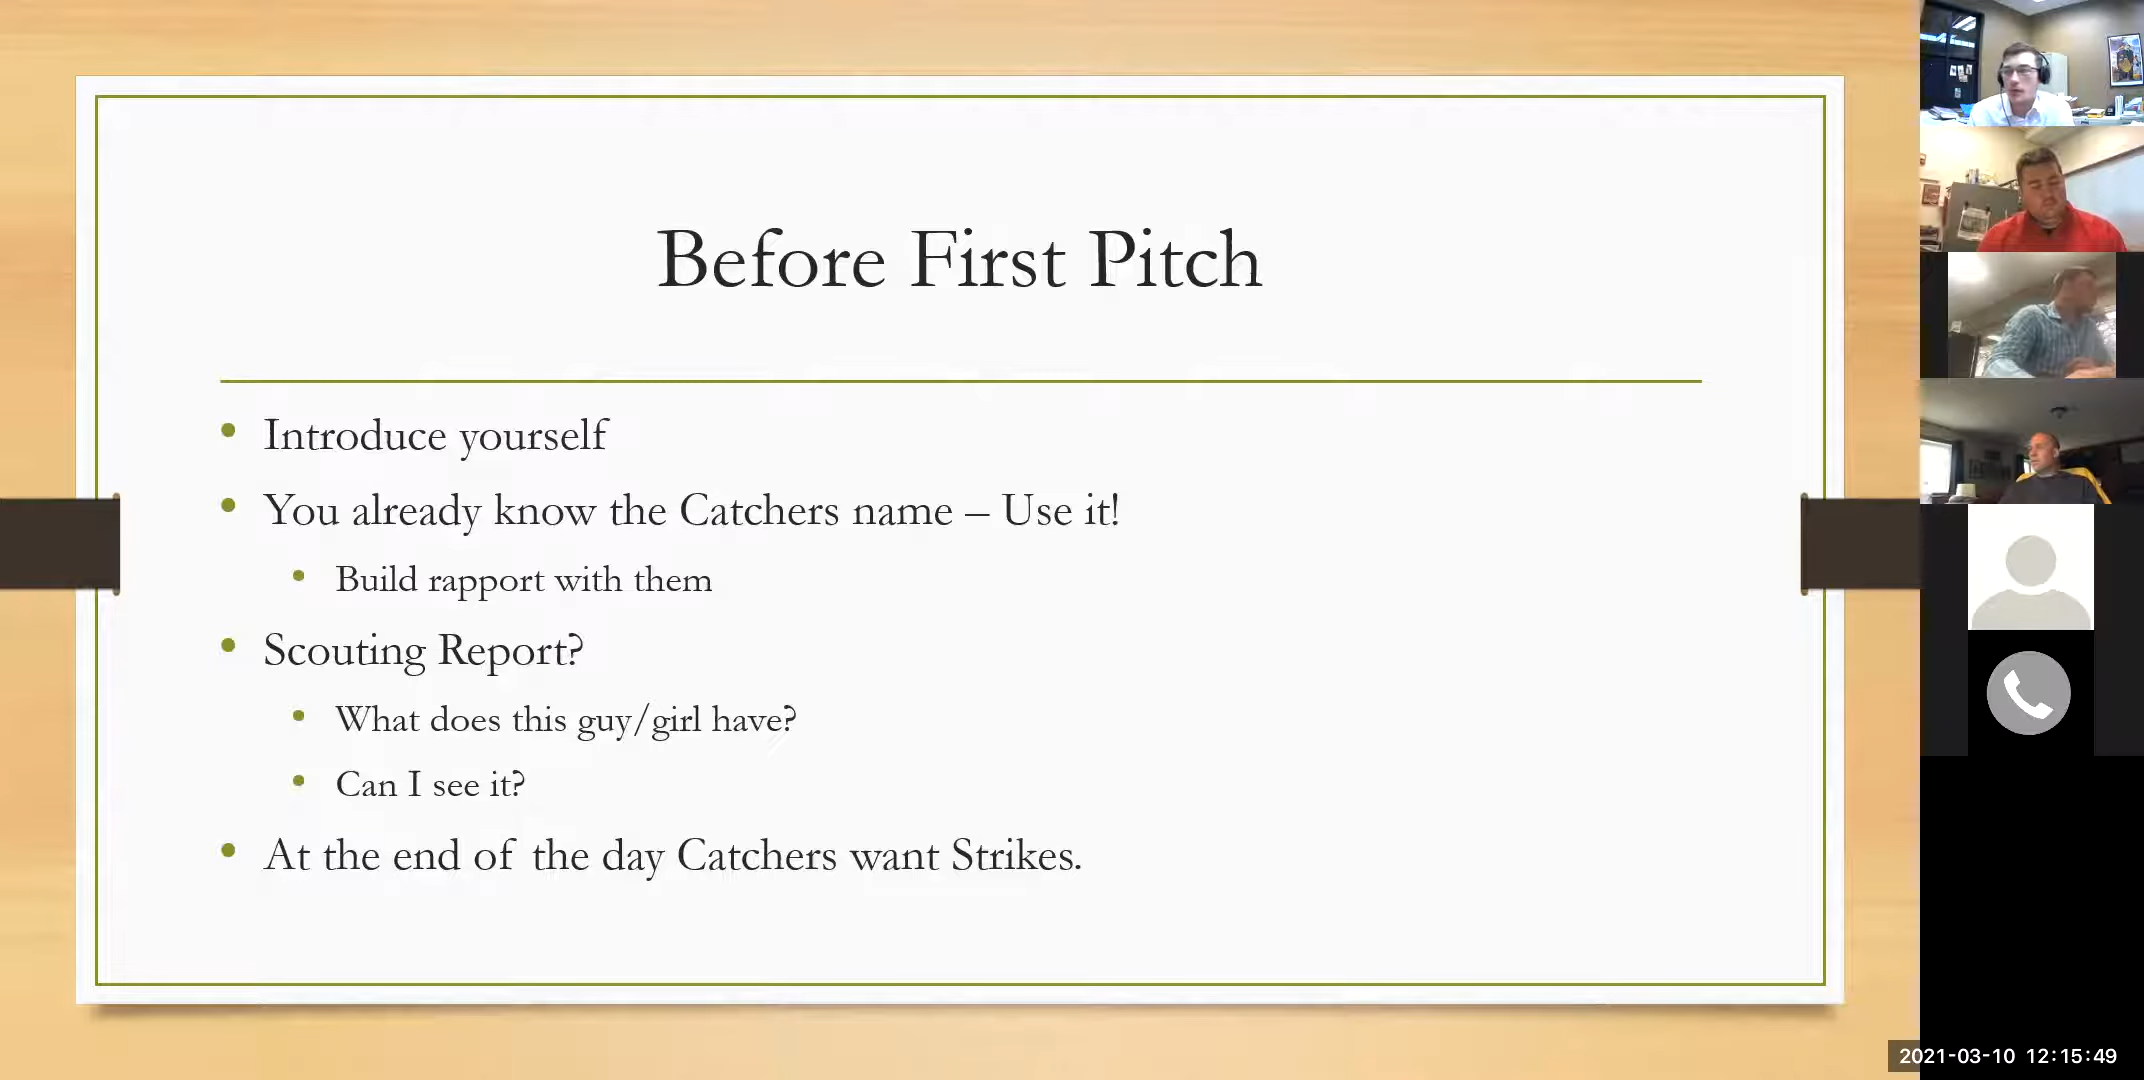 Before First Pitch
Introduce yourself
You already know the Catchers name – Use it!
Build rapport with them
Scouting Report?
What does this guy/girl have?
Can I see it?
At the end of the day Catchers want Strikes.
2021-03-10 12:15:49